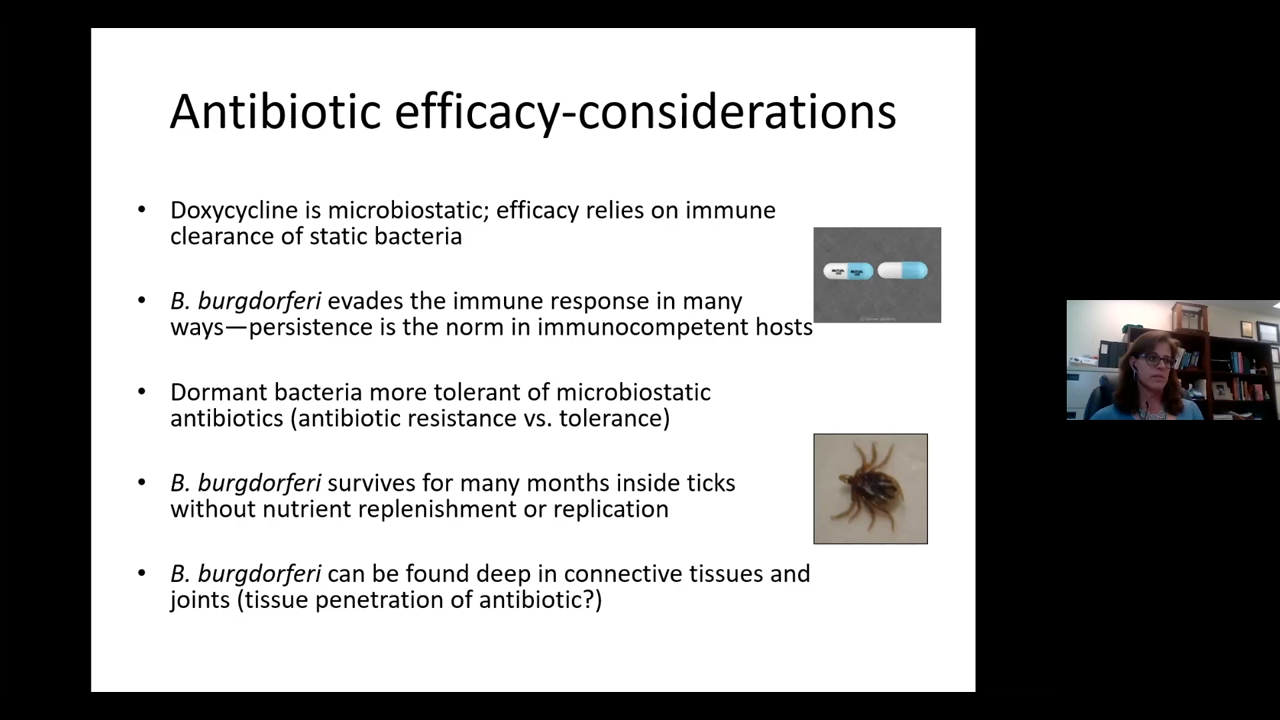 Antibiotic efficacy-considerations
• Doxycycline is microbiostatic; efficacy relies on immune
clearance of static bacteria
• B. burgdorferi evades the immune response in many
ways—persistence is the norm in immunocompetent hosts
• Dormant bacteria more tolerant of microbiostatic
antibiotics (antibiotic resistance vs. tolerance)
• B. burgdorferi survives for many months inside ticks
without nutrient replenishment or replication
• B. burgdorferi can be found deep in connective tissues and
joints (tissue penetration of antibiotic?)